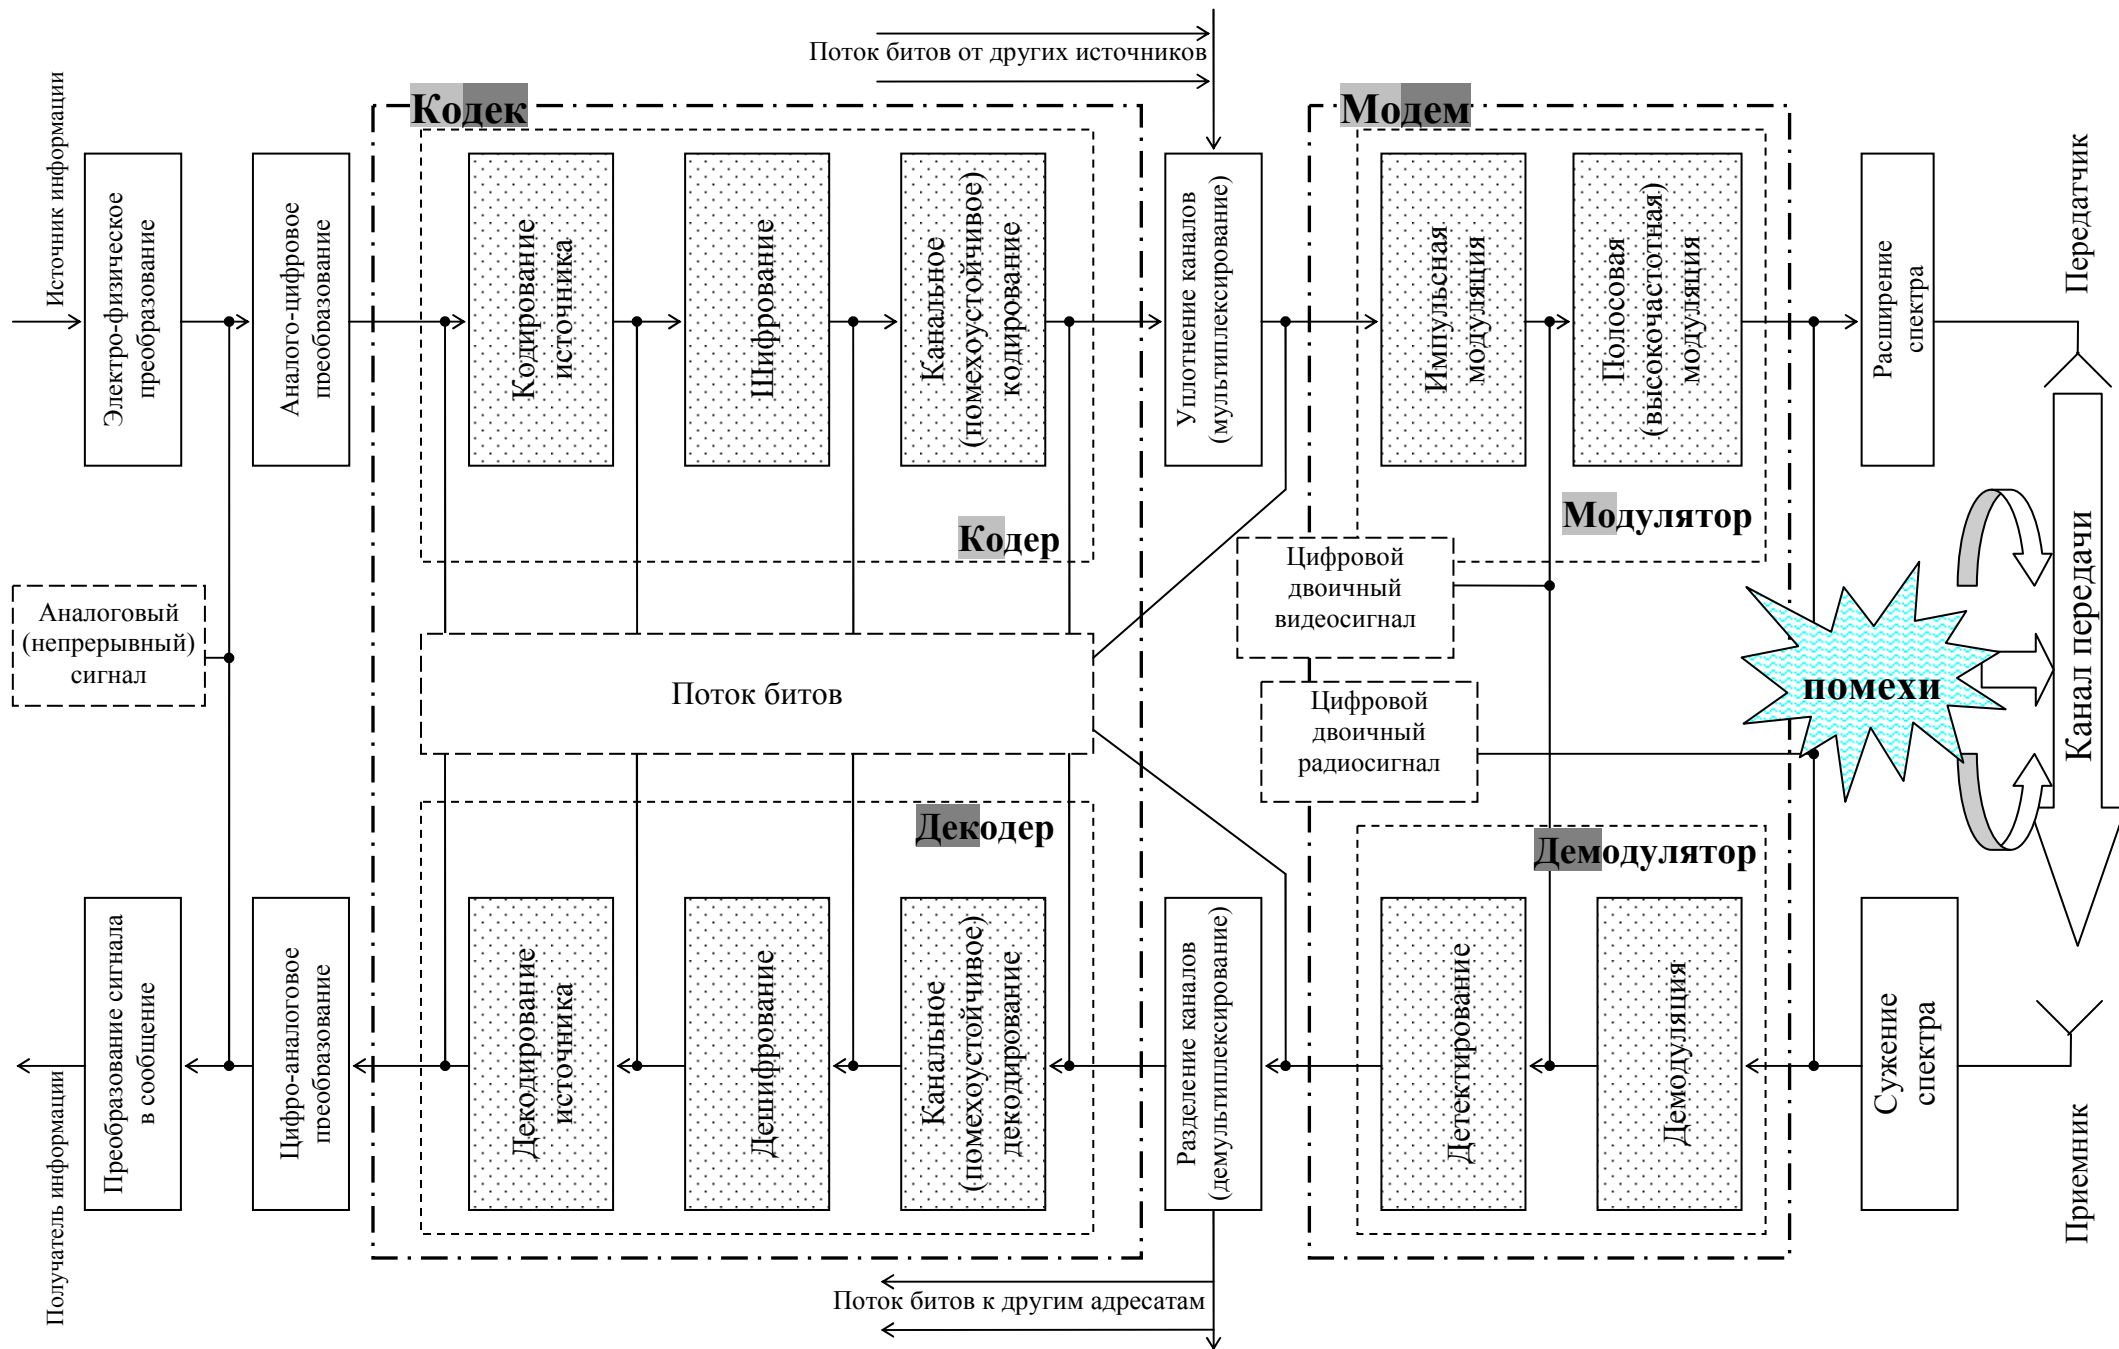 Поток битов от других источников
Кодек
Модем
Источник информации
Электро-физическое
преобразование
Аналого-цифровое
преобразование
Кодирование
источника
Шифрование
Канальное
(помехоустойчивое)
кодирование
Уплотнение каналов
(мультиплексирование)
Импульсная
модуляция
Полосовая
(высокочастотная)
модуляция
Расширение
спектра
Передатчик
Кодер
Модулятор
Аналоговый
(непрерывный)
сигнал
Поток битов
Цифровой
двоичный
видеосигнал
Цифровой
двоичный
радиосигнал
помехи
Канал передачи
Декодер
Демодулятор
Получатель информации
Преобразование сигнала
в сообщение
Цифро-аналоговое
преобразование
Декодирование
источника
Дешифрование
Канальное
(помехоустойчивое)
декодирование
Разделение каналов
(демультиплексирование)
Детектирование
Демодуляция
Сужение
спектра
Приемник
Поток битов к другим адресатам